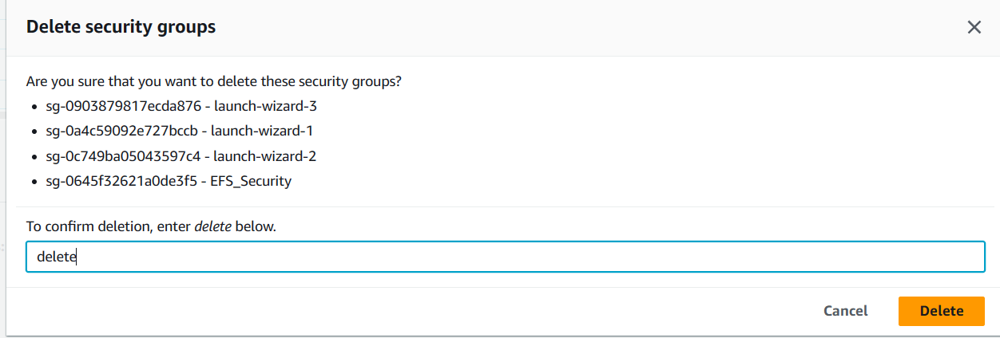 Delete security groups
Are you sure that you want to delete these security groups?
• sg-0903879817ecda876 - launch-wizard-3
• sg-0a4c59092e727bccb - launch-wizard-1
• sg-0c749ba05043597c4 - launch-wizard-2
• sg-0645f32621a0de3f5 - EFS_Security
To confirm deletion, enter delete below.
delete
Cancel Delete